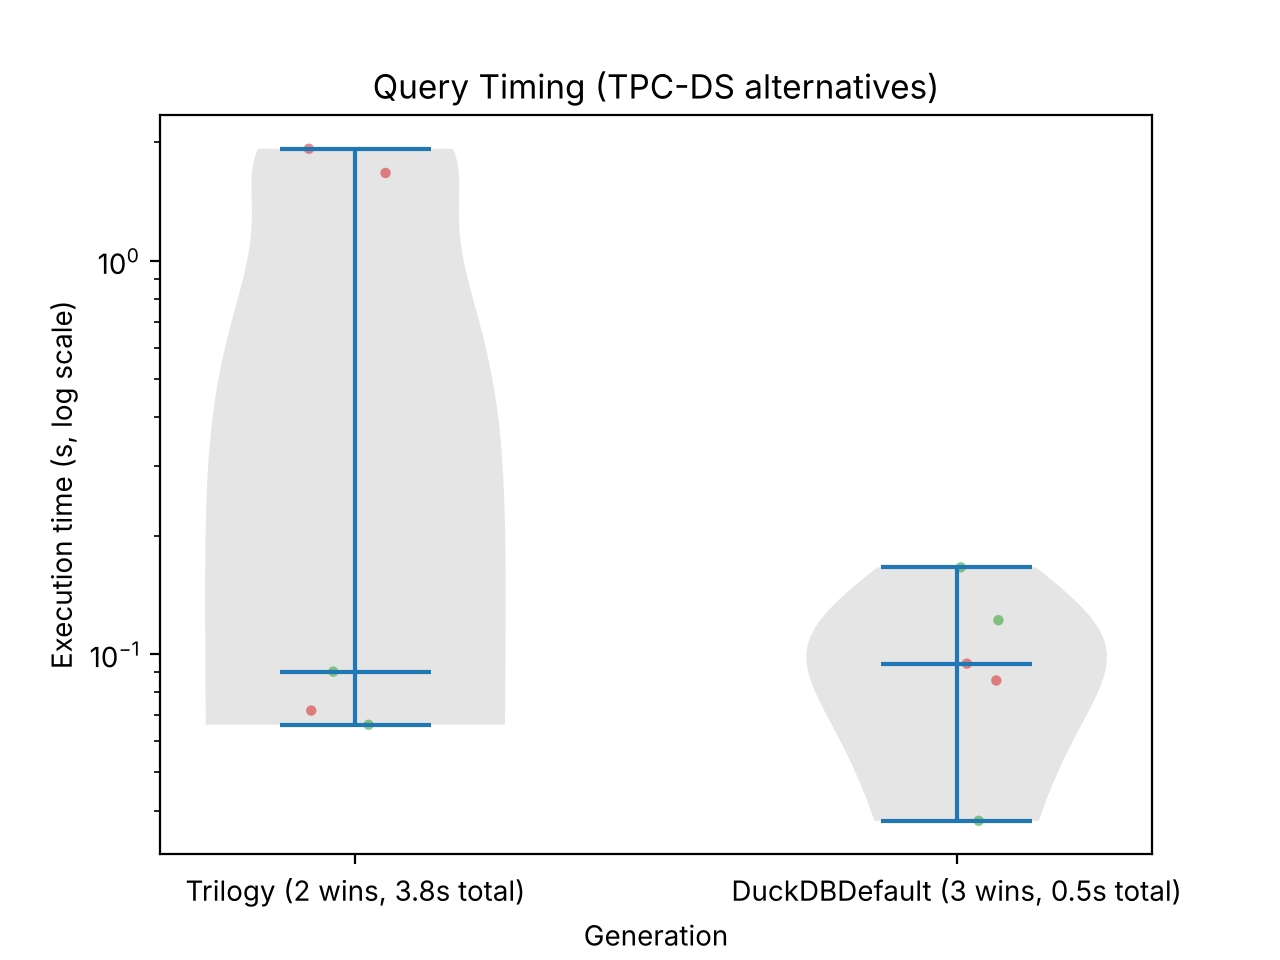 Query Timing (TPC-DS alternatives)
Execution time (s, log scale)
10⁰
10⁻¹
Trilogy (2 wins, 3.8s total)
DuckDBDefault (3 wins, 0.5s total)
Generation